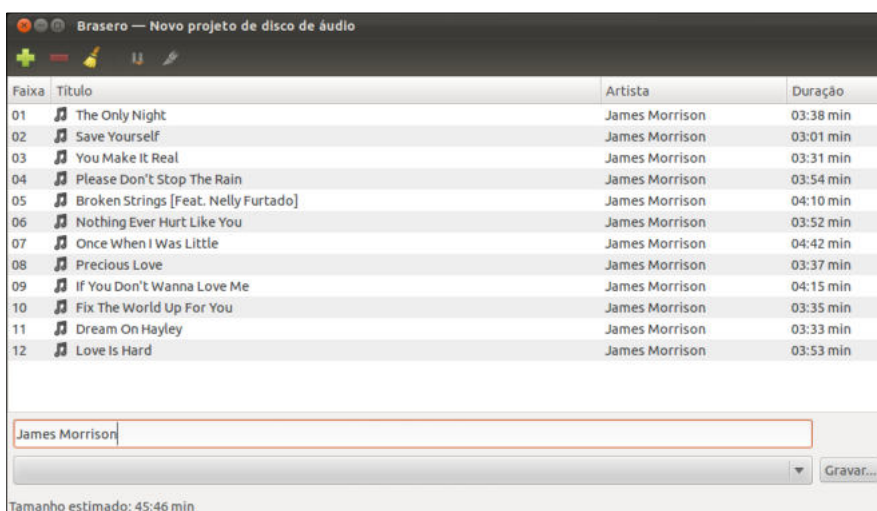 Brasero — Novo projeto de disco de áudio
Faixa Título Artista Duração
01 The Only Night James Morrison 03:38 min
02 Save Yourself James Morrison 03:01 min
03 You Make It Real James Morrison 03:31 min
04 Please Don't Stop The Rain James Morrison 03:54 min
05 Broken Strings [Feat. Nelly Furtado] James Morrison 04:10 min
06 Nothing Ever Hurt Like You James Morrison 03:52 min
07 Once When I Was Little James Morrison 04:42 min
08 Precious Love James Morrison 03:37 min
09 If You Don't Wanna Love Me James Morrison 04:15 min
10 Fix The World Up For You James Morrison 03:35 min
11 Dream On Hayley James Morrison 03:33 min
12 Love Is Hard James Morrison 03:53 min
James Morrison
Gravar...
Tamanho estimado: 45:46 min